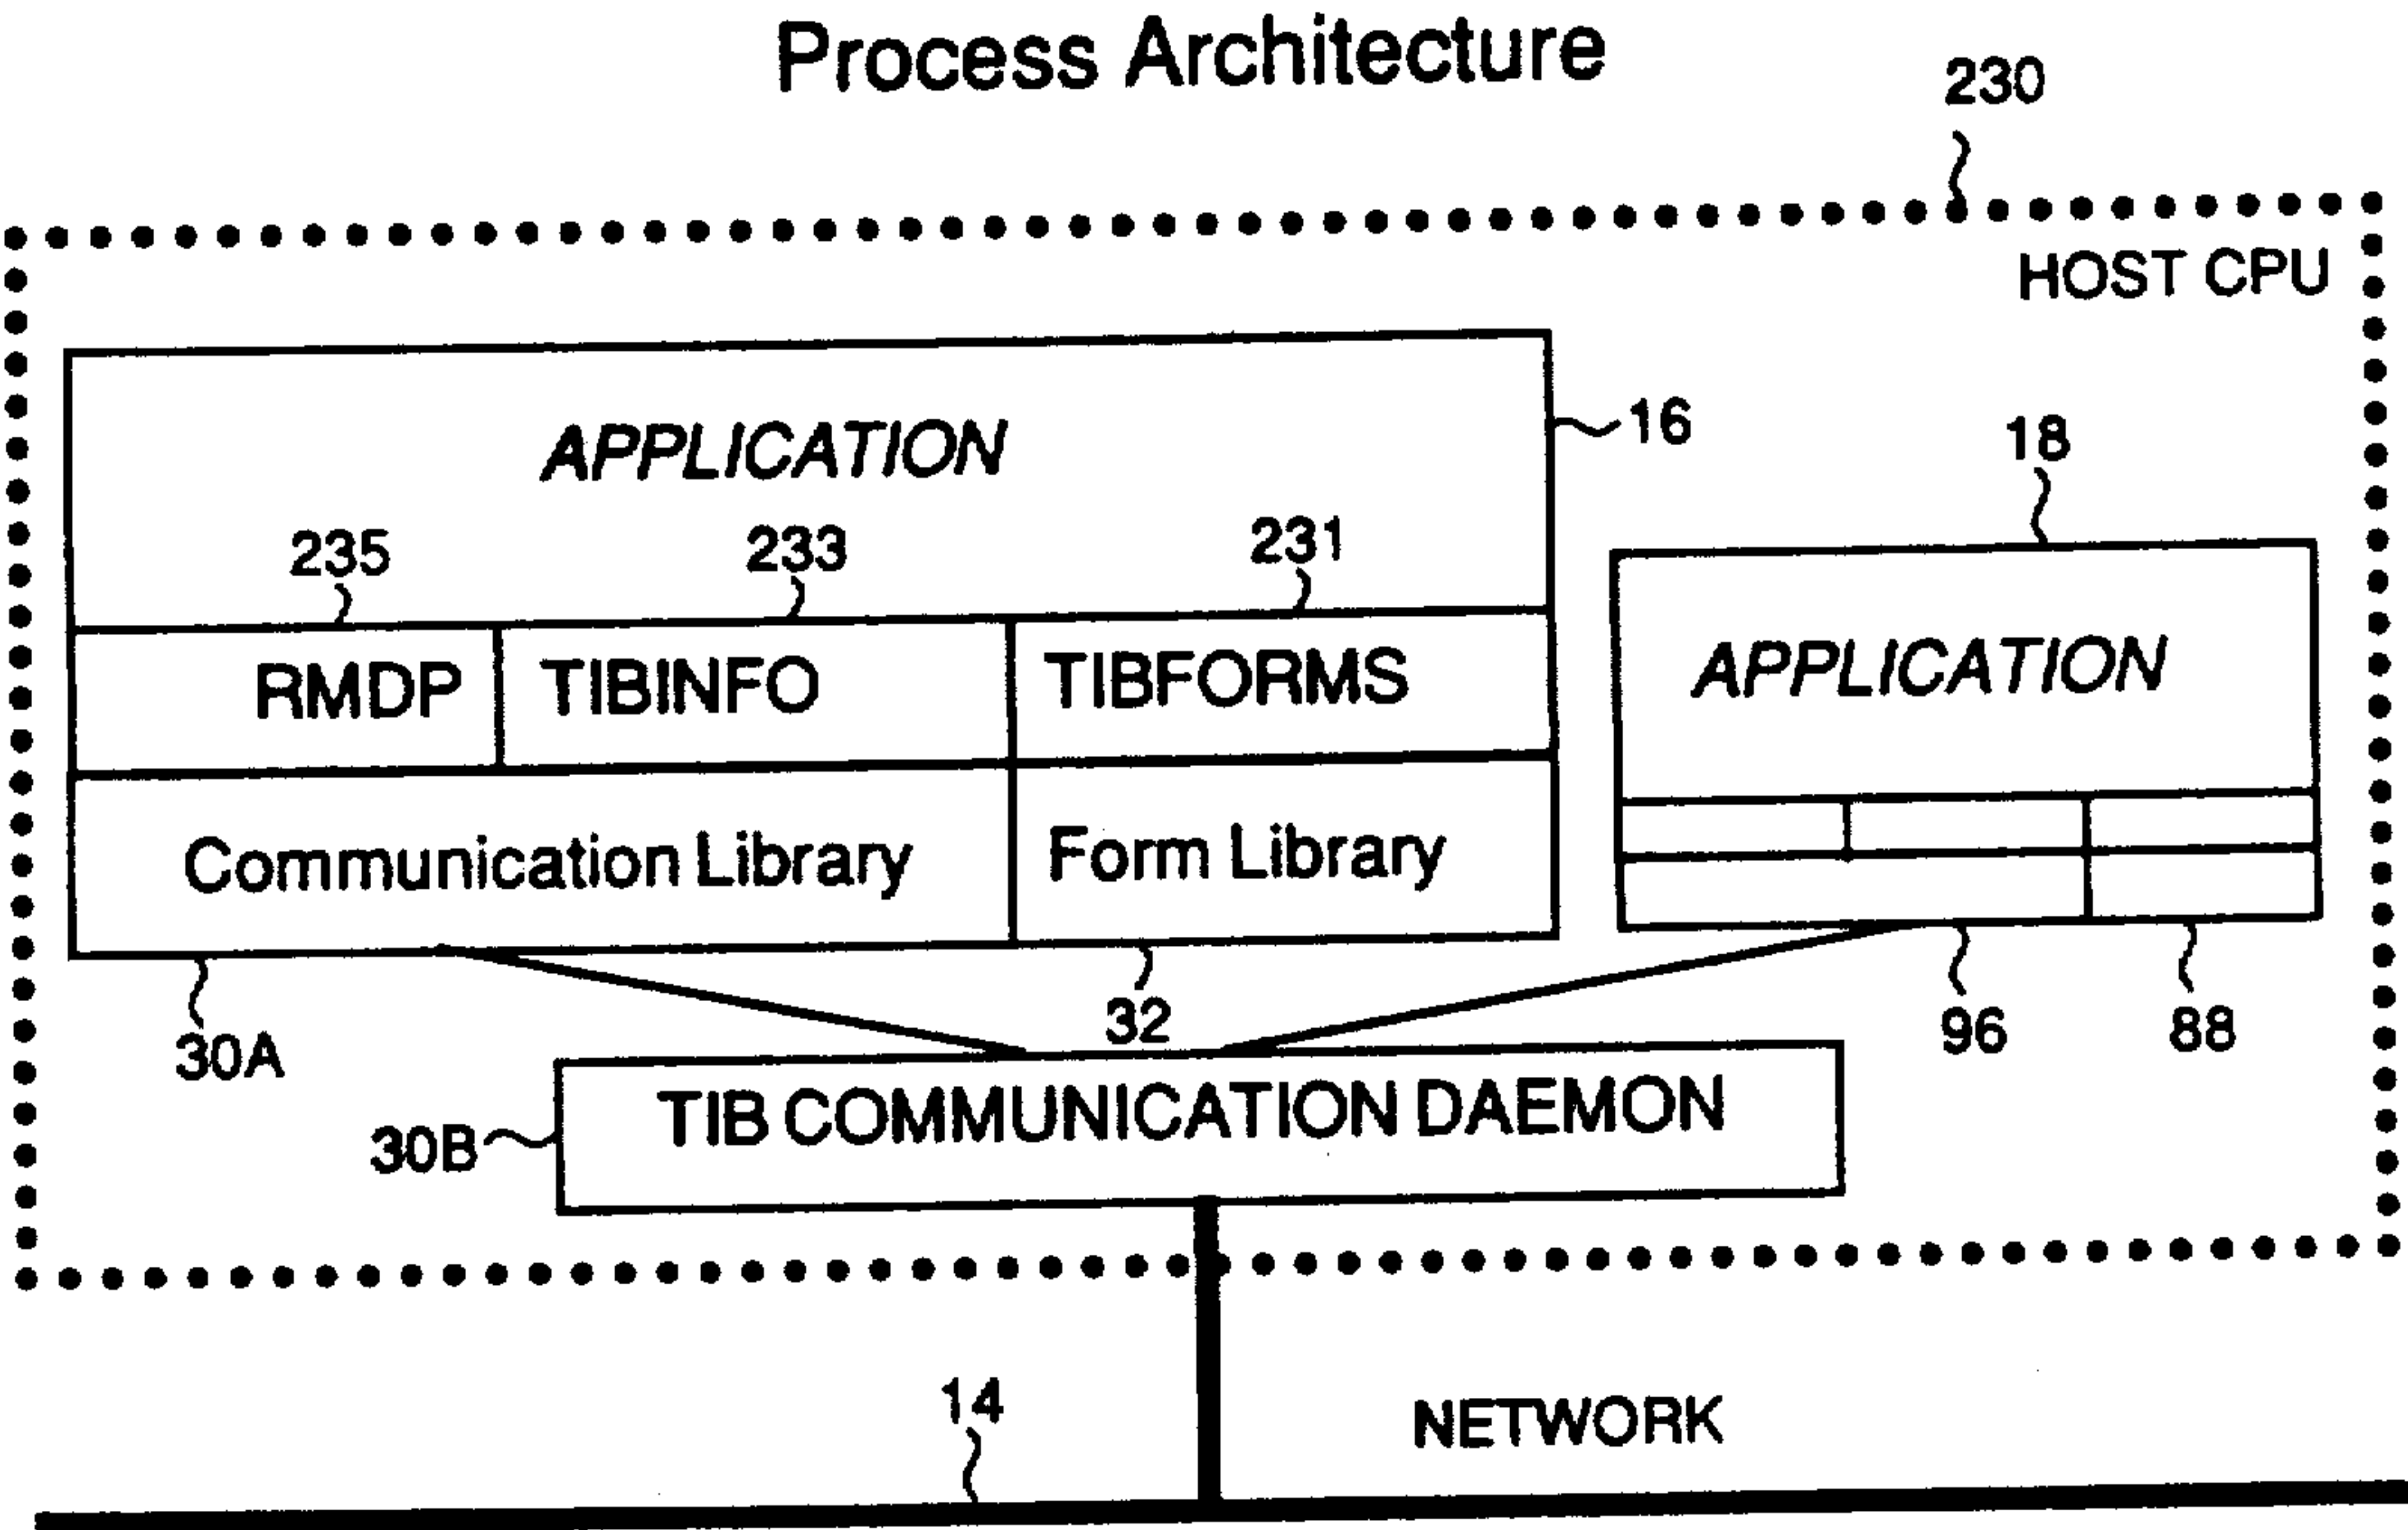 Process Architecture
230
HOST CPU
APPLICATION
16
18
235
233
231
RMDP
TIBINFO
TIBFORMS
APPLICATION
Communication Library
Form Library
30A
32
96
88
30B
TIB COMMUNICATION DAEMON
14
NETWORK